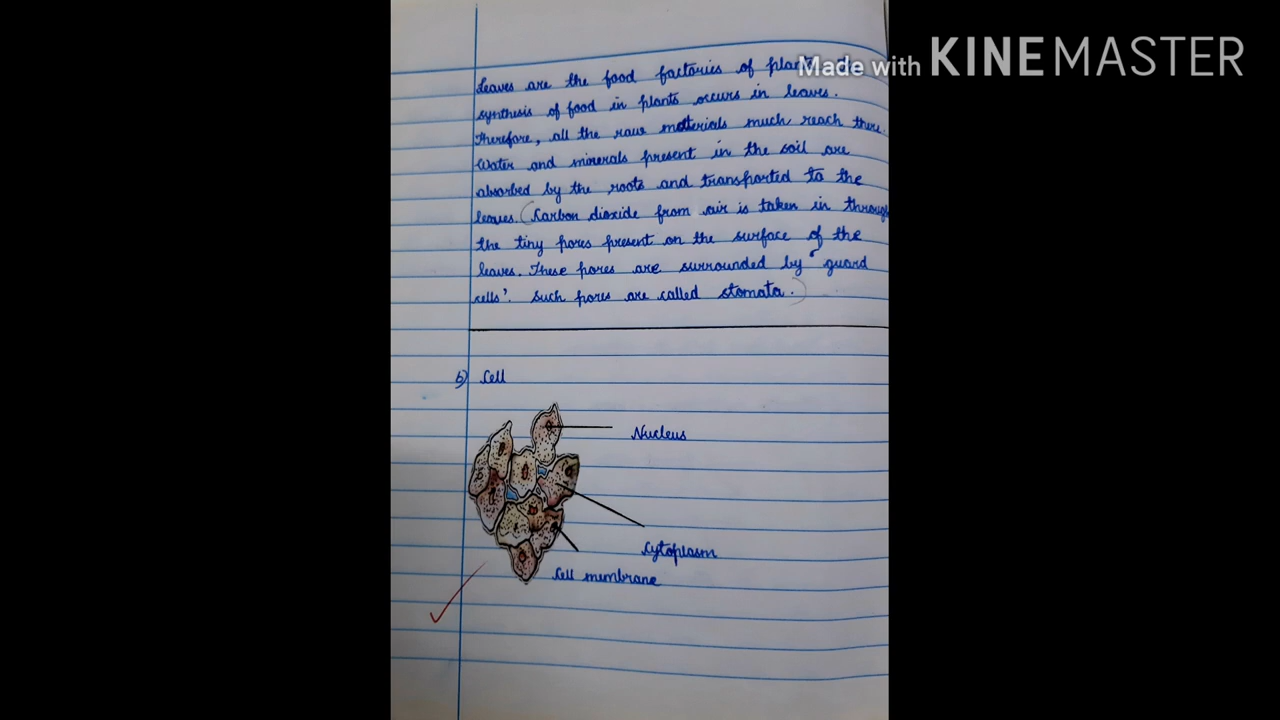 Made with KINEMASTER
Leaves are the food factories of plants.
synthesis of food in plants occurs in leaves.
Therefore, all the raw materials much reach there.
Water and minerals present in the soil are
absorbed by the roots and transported to the
leaves. (Carbon dioxide from air is taken in through
the tiny pores present on the surface of the
leaves. These pores are surrounded by 'guard
cells'. Such pores are called stomata.)
b) Cell
Nucleus
Cytoplasm
Cell membrane